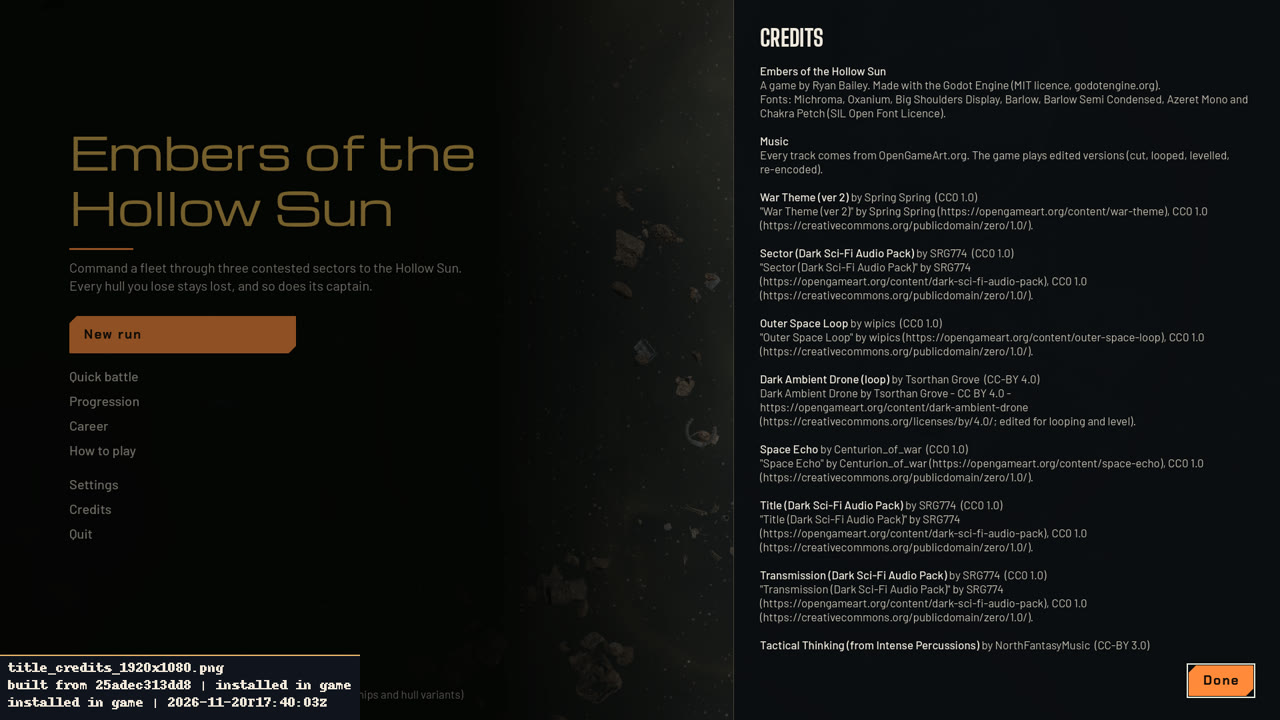 Embers of the
Hollow Sun
Command a fleet through three contested sectors to the Hollow Sun.
Every hull you lose stays lost, and so does its captain.
New run
Quick battle
Progression
Career
How to play
Settings
Credits
Quit
hips and hull variants)
title_credits_1920x1080.png
built from 25adec313dd8 | installed in game
installed in game | 2026-11-20r17:40:03z
CREDITS
Embers of the Hollow Sun
A game by Ryan Bailey. Made with the Godot Engine (MIT licence, godotengine.org).
Fonts: Michroma, Oxanium, Big Shoulders Display, Barlow, Barlow Semi Condensed, Azeret Mono and
Chakra Petch (SIL Open Font Licence).
Music
Every track comes from OpenGameArt.org. The game plays edited versions (cut, looped, levelled,
re-encoded).
War Theme (ver 2) by Spring Spring (CC0 1.0)
"War Theme (ver 2)" by Spring Spring (https://opengameart.org/content/war-theme), CC0 1.0
(https://creativecommons.org/publicdomain/zero/1.0/).
Sector (Dark Sci-Fi Audio Pack) by SRG774 (CC0 1.0)
"Sector (Dark Sci-Fi Audio Pack)" by SRG774
(https://opengameart.org/content/dark-sci-fi-audio-pack), CC0 1.0
(https://creativecommons.org/publicdomain/zero/1.0/).
Outer Space Loop by wipics (CC0 1.0)
"Outer Space Loop" by wipics (https://opengameart.org/content/outer-space-loop), CC0 1.0
(https://creativecommons.org/publicdomain/zero/1.0/).
Dark Ambient Drone (loop) by Tsorthan Grove (CC-BY 4.0)
Dark Ambient Drone by Tsorthan Grove - CC BY 4.0 -
https://opengameart.org/content/dark-ambient-drone
(https://creativecommons.org/licenses/by/4.0/; edited for looping and level).
Space Echo by Centurion_of_war (CC0 1.0)
"Space Echo" by Centurion_of_war (https://opengameart.org/content/space-echo), CC0 1.0
(https://creativecommons.org/publicdomain/zero/1.0/).
Title (Dark Sci-Fi Audio Pack) by SRG774 (CC0 1.0)
"Title (Dark Sci-Fi Audio Pack)" by SRG774
(https://opengameart.org/content/dark-sci-fi-audio-pack), CC0 1.0
(https://creativecommons.org/publicdomain/zero/1.0/).
Transmission (Dark Sci-Fi Audio Pack) by SRG774 (CC0 1.0)
"Transmission (Dark Sci-Fi Audio Pack)" by SRG774
(https://opengameart.org/content/dark-sci-fi-audio-pack), CC0 1.0
(https://creativecommons.org/publicdomain/zero/1.0/).
Tactical Thinking (from Intense Percussions) by NorthFantasyMusic (CC-BY 3.0)
Done